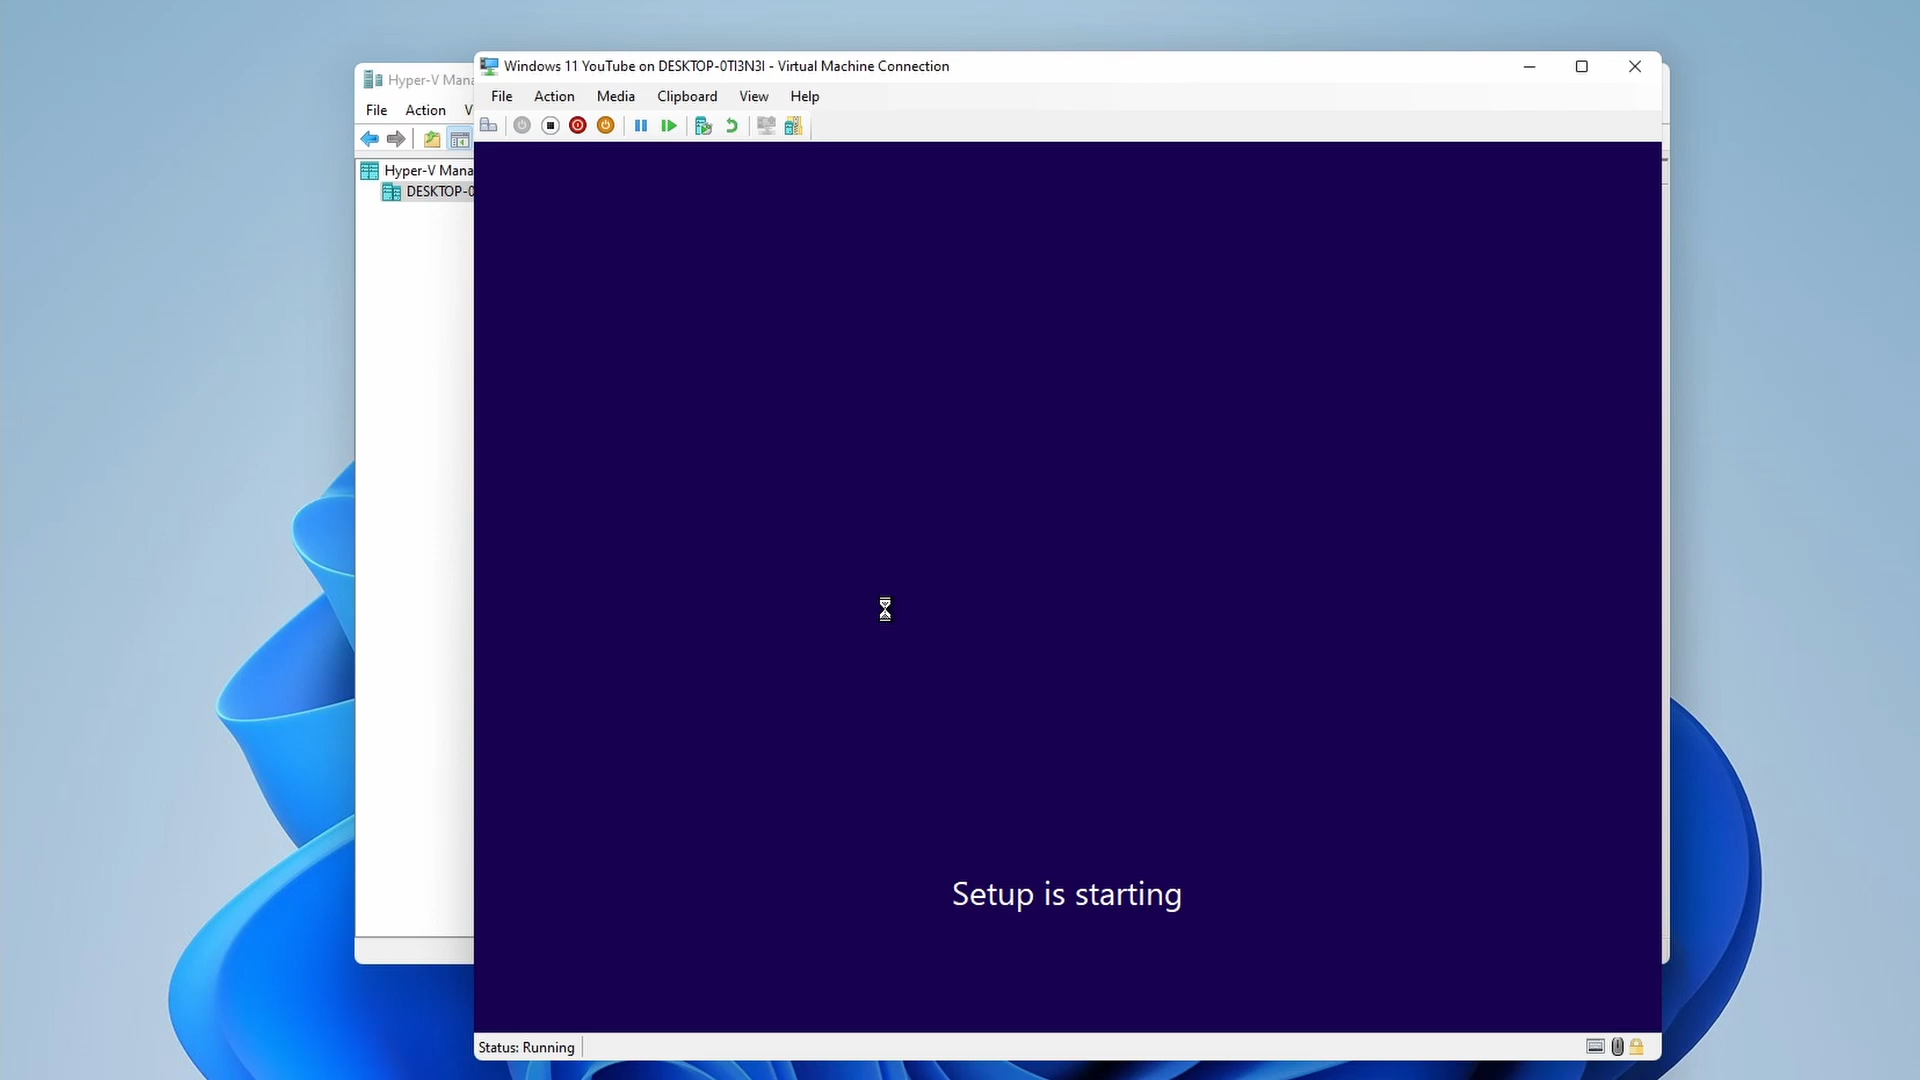 Windows 11 YouTube on DESKTOP-0TI3N3I - Virtual Machine Connection
File Action Media Clipboard View Help
Hyper-V Mana
File Action V
Hyper-V Mana
DESKTOP-0
Setup is starting
Status: Running